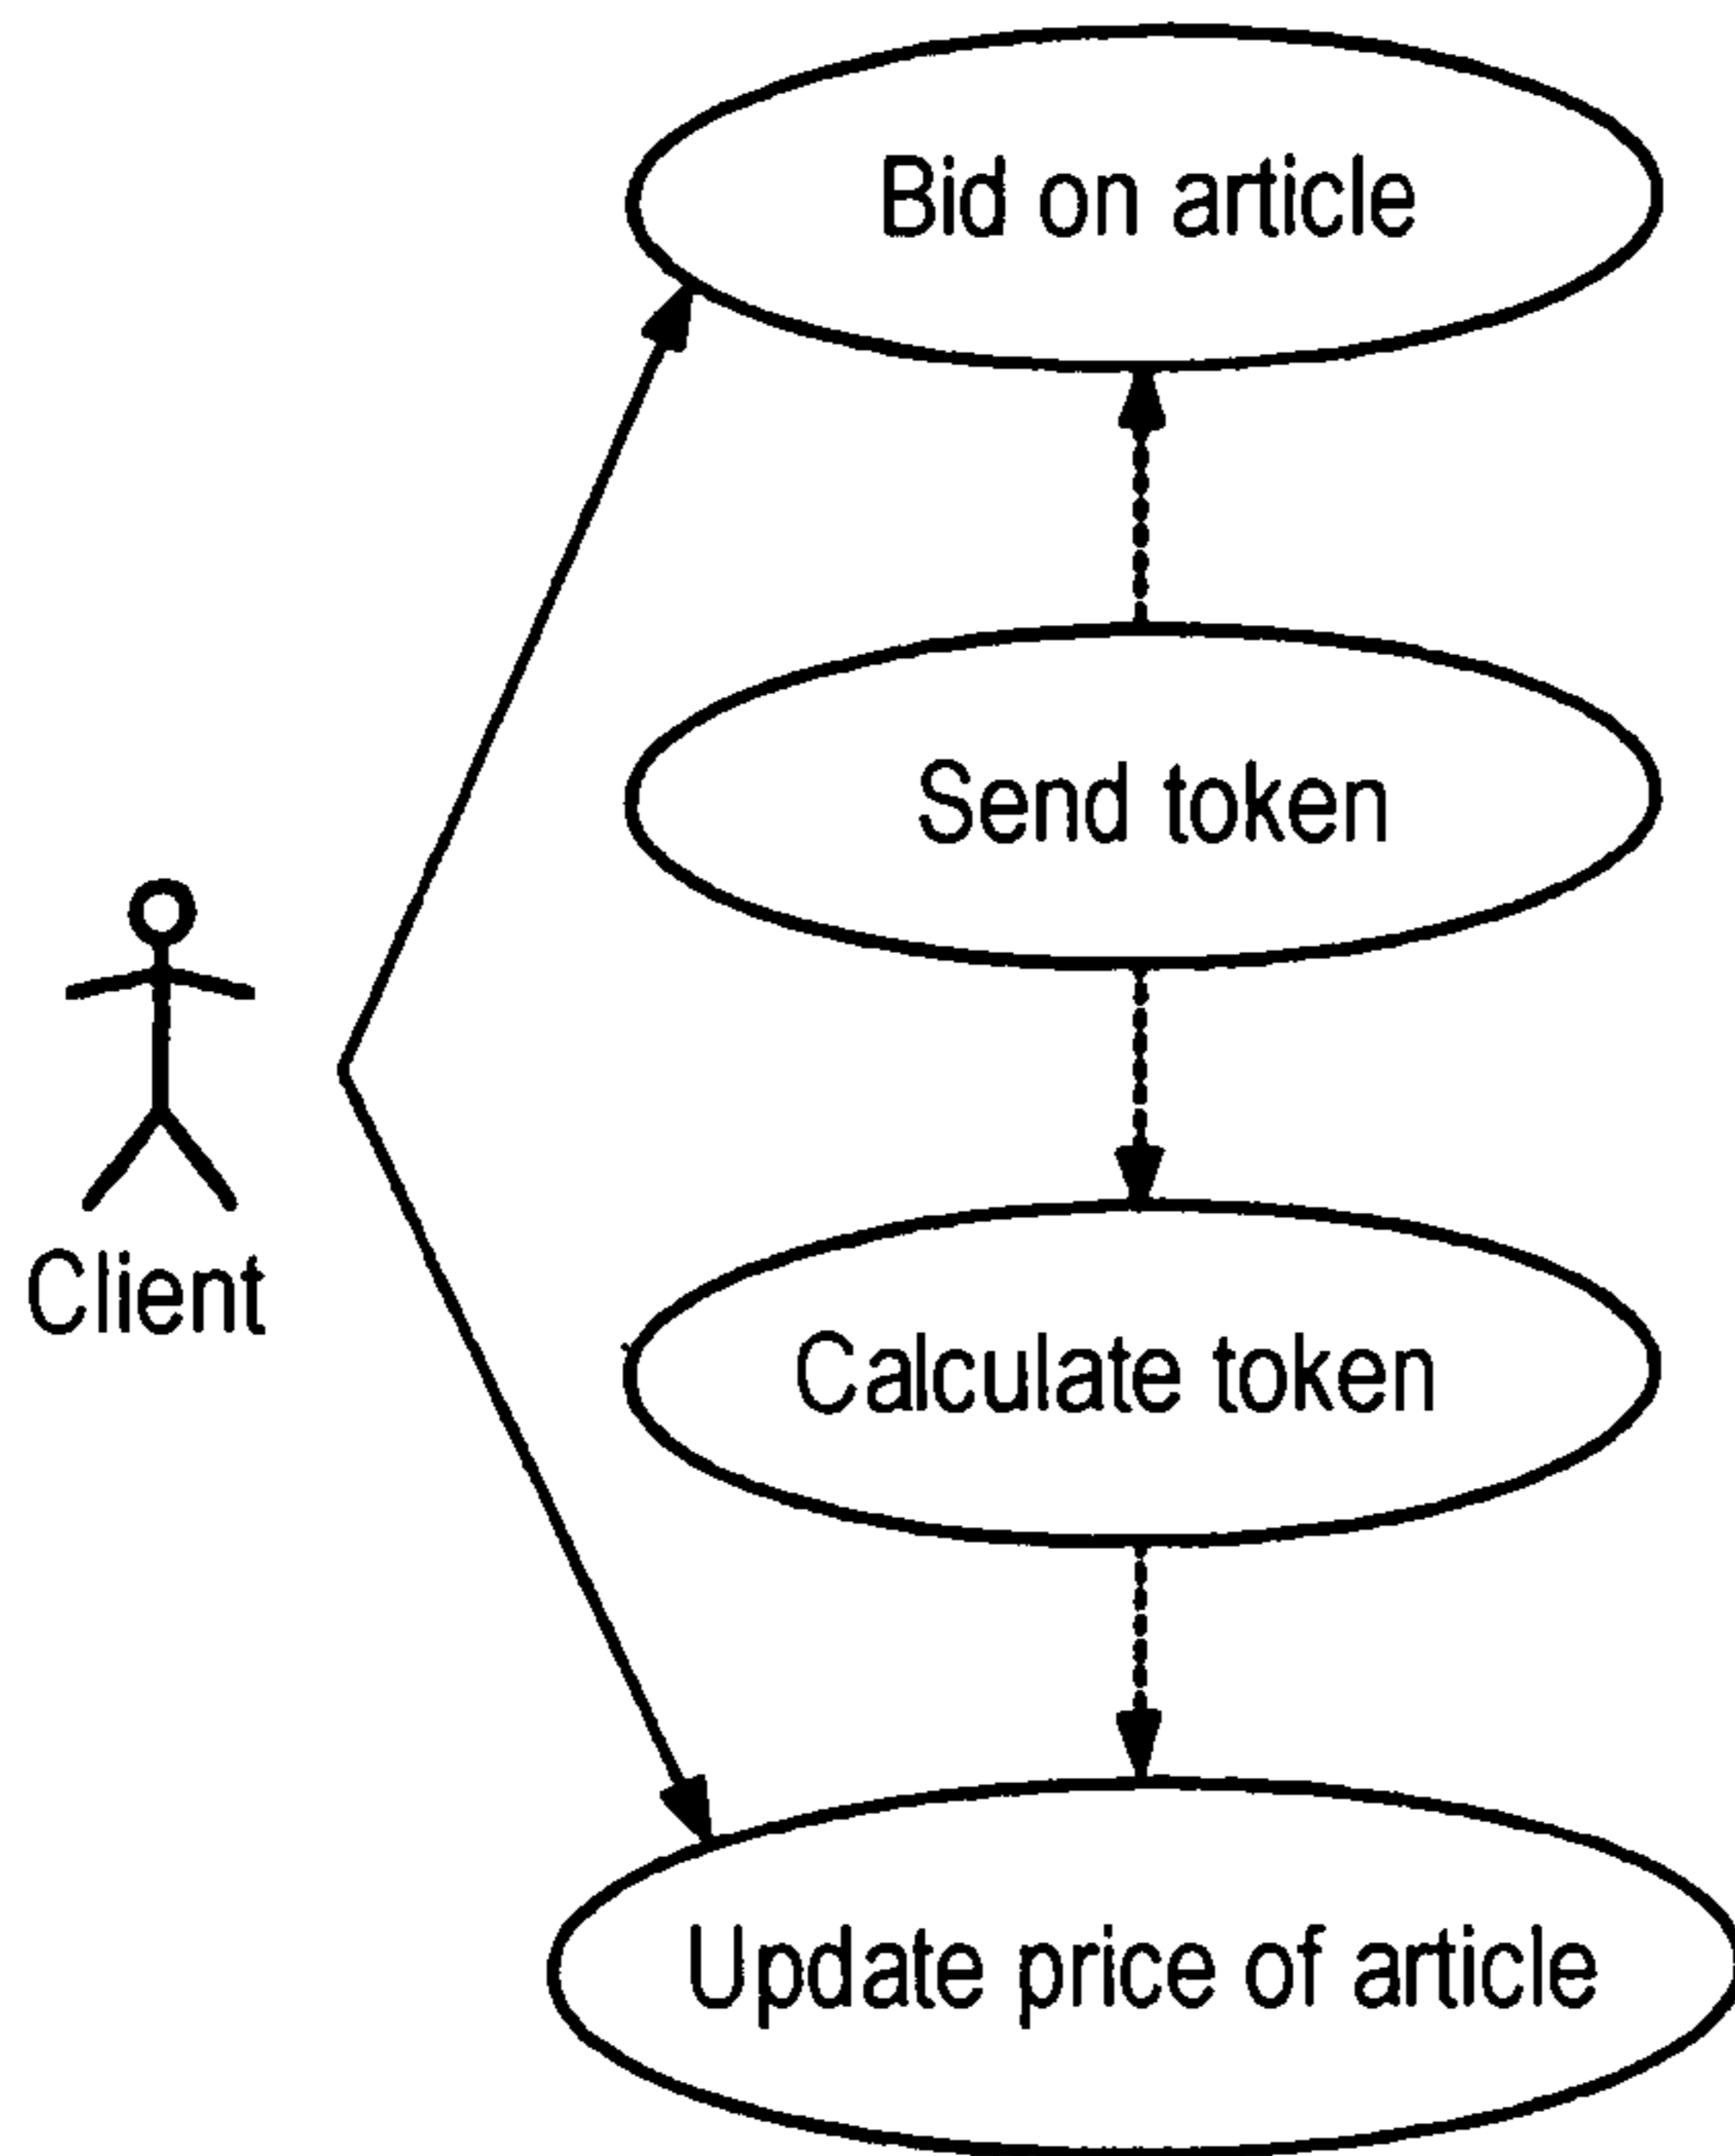 Bid on article
Send token
Client
Calculate token
Update price of article